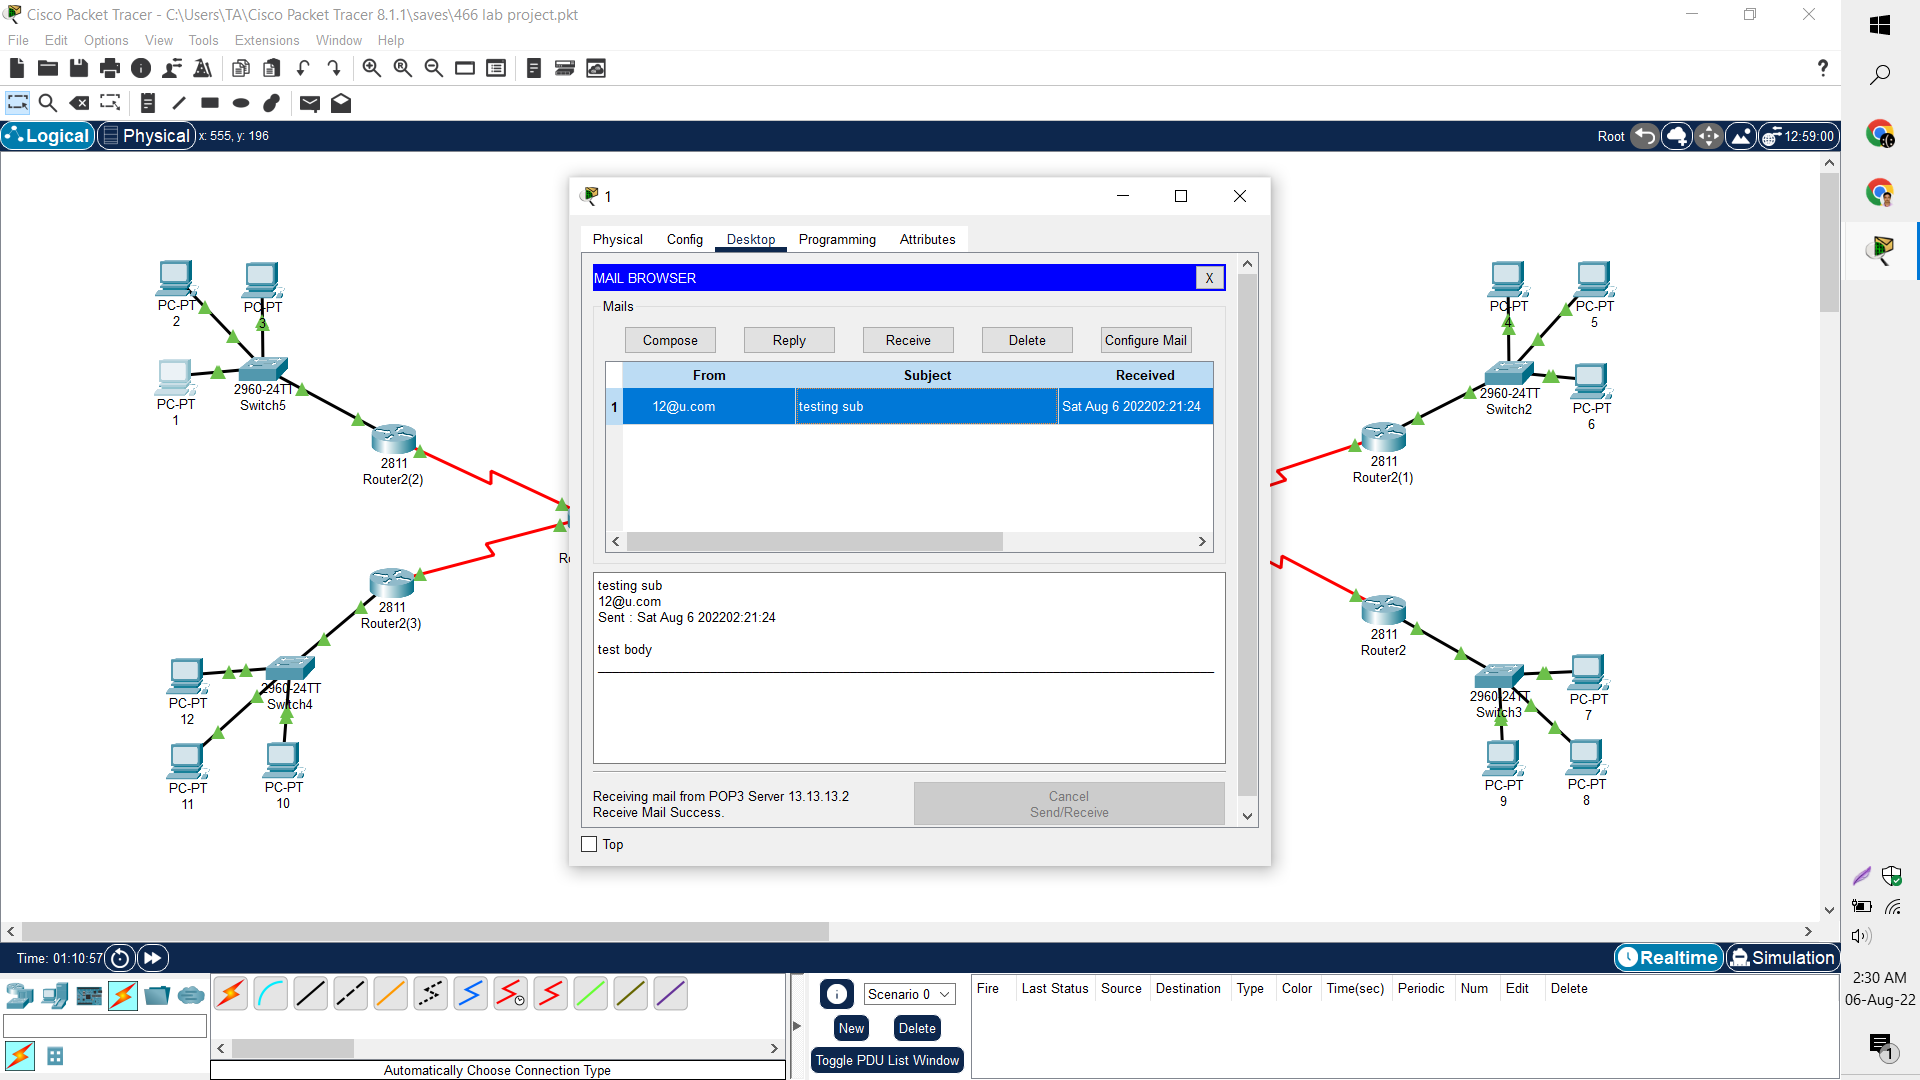 Cisco Packet Tracer - C:\Users\TA\Cisco Packet Tracer 8.1.1\saves\466 lab project.pkt
File Edit Options View Tools Extensions Window Help
?
Logical Physical x: 555, y: 196 Root 12:59:00
1
Physical Config Desktop Programming Attributes
MAIL BROWSER X
Mails
Compose Reply Receive Delete Configure Mail
From Subject Received
1 12@u.com testing sub Sat Aug 6 202202:21:24
testing sub
12@u.com
Sent : Sat Aug 6 202202:21:24
test body
Receiving mail from POP3 Server 13.13.13.2
Receive Mail Success.
Cancel
Send/Receive
Top
PC-PT
2
PC-PT
3
PC-PT
1
2960-24TT
Switch5
2811
Router2(2)
Ro
2811
Router2(3)
2960-24TT
Switch4
PC-PT
12
PC-PT
11
PC-PT
10
PC-PT
4
PC-PT
5
2960-24TT
Switch2
PC-PT
6
2811
Router2(1)
2811
Router2
2960-24TT
Switch3
PC-PT
7
PC-PT
9
PC-PT
8
Time: 01:10:57 Realtime Simulation
Scenario 0
New Delete
Toggle PDU List Window
Fire Last Status Source Destination Type Color Time(sec) Periodic Num Edit Delete
Automatically Choose Connection Type
2:30 AM
06-Aug-22
1